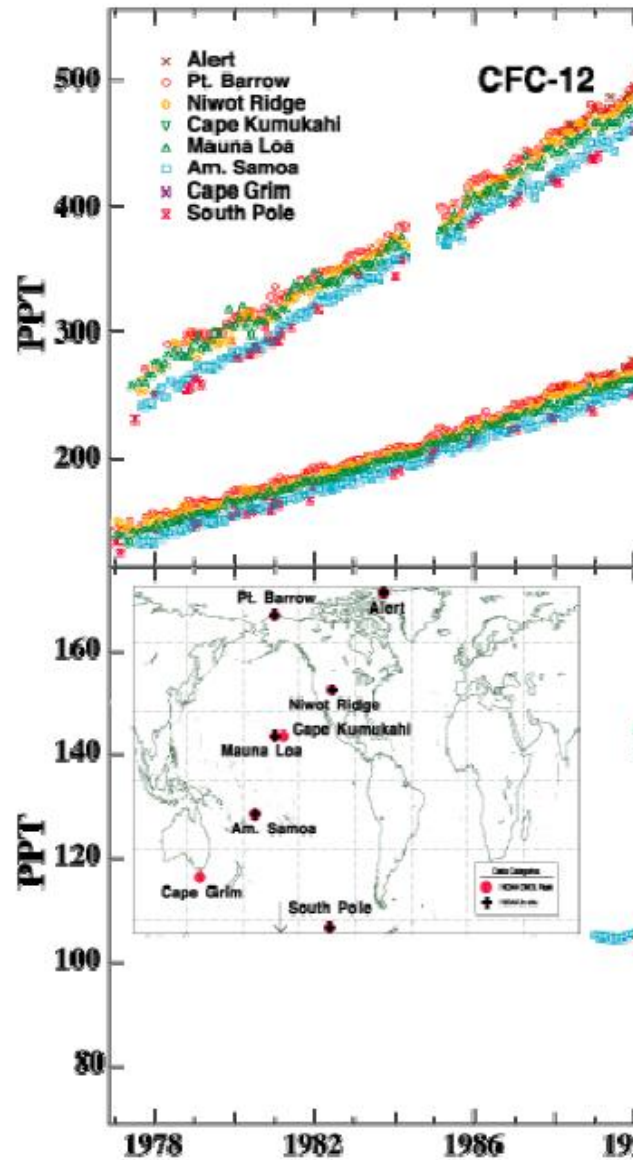 CFC-12
500
400
300
200
PPT
Alert
Pt. Barrow
Niwot Ridge
Cape Kumukahi
Mauna Loa
Am. Samoa
Cape Grim
South Pole
160
140
120
100
80
PPT
Pt. Barrow
Alert
Niwot Ridge
Cape Kumukahi
Mauna Loa
Am. Samoa
Cape Grim
South Pole
1978
1982
1986